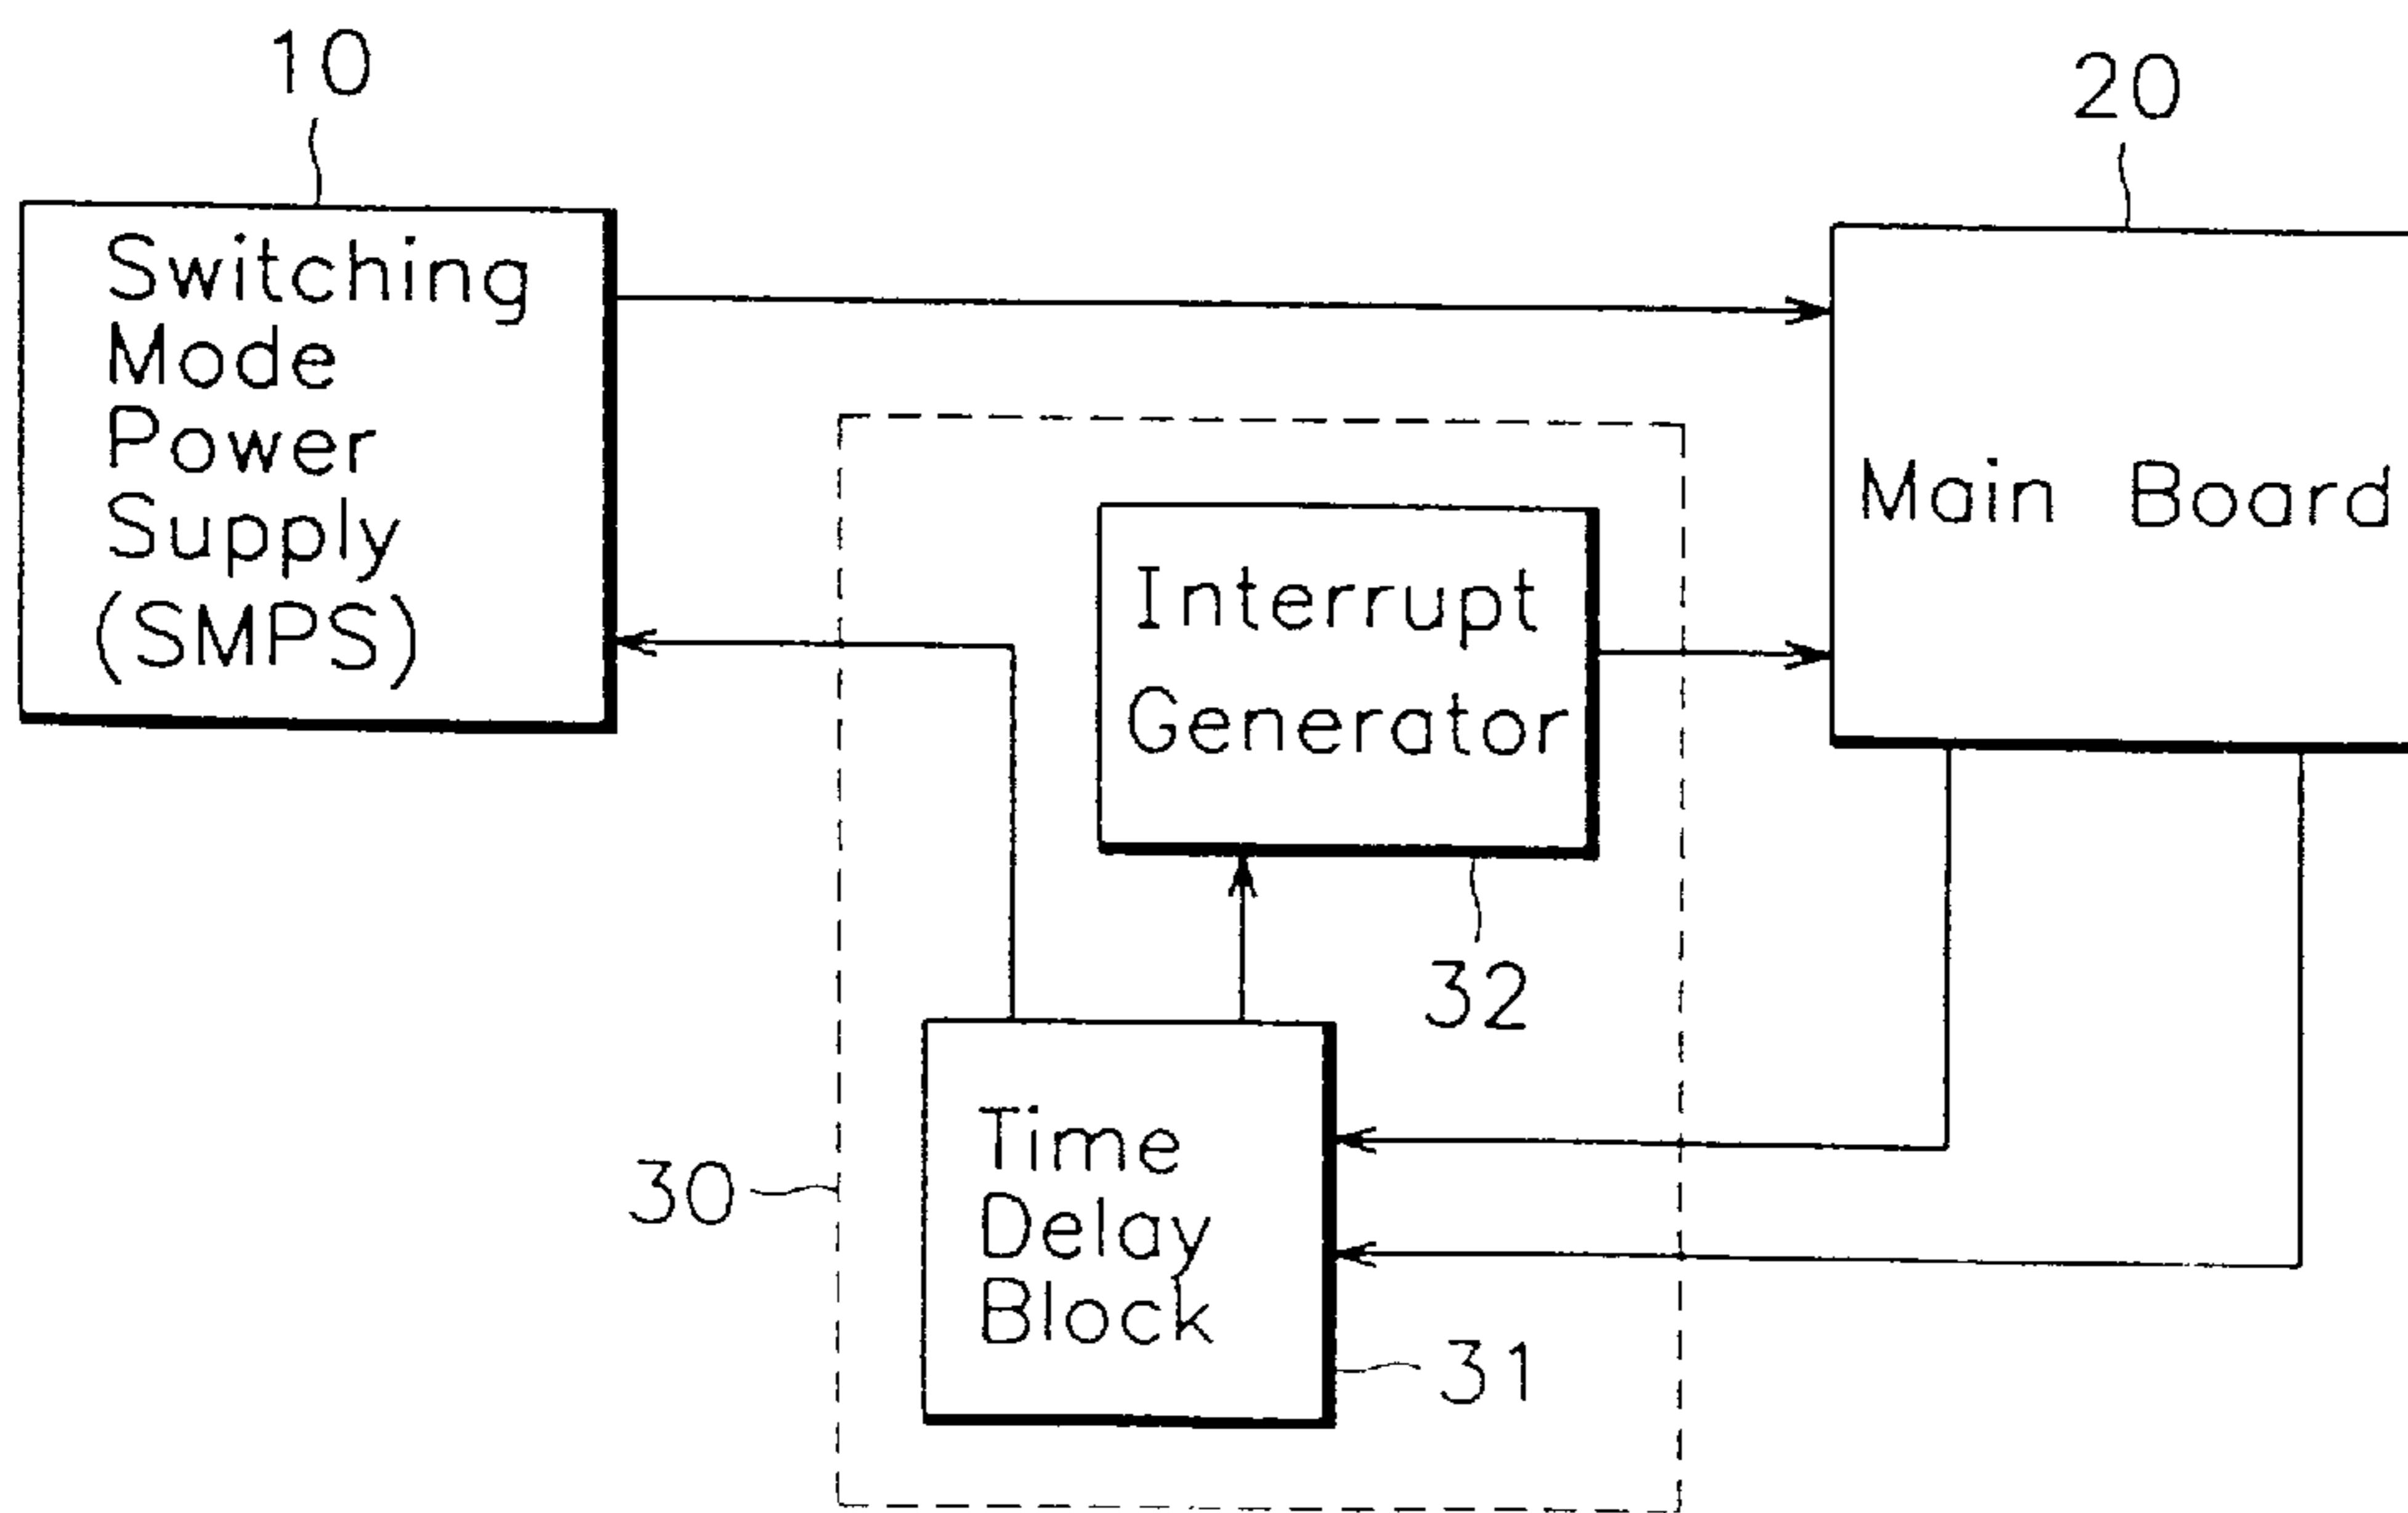 10
20
Switching
Mode
Power
Supply
(SMPS)
Main Board
Interrupt
Generator
32
Time
Delay
Block
30
31